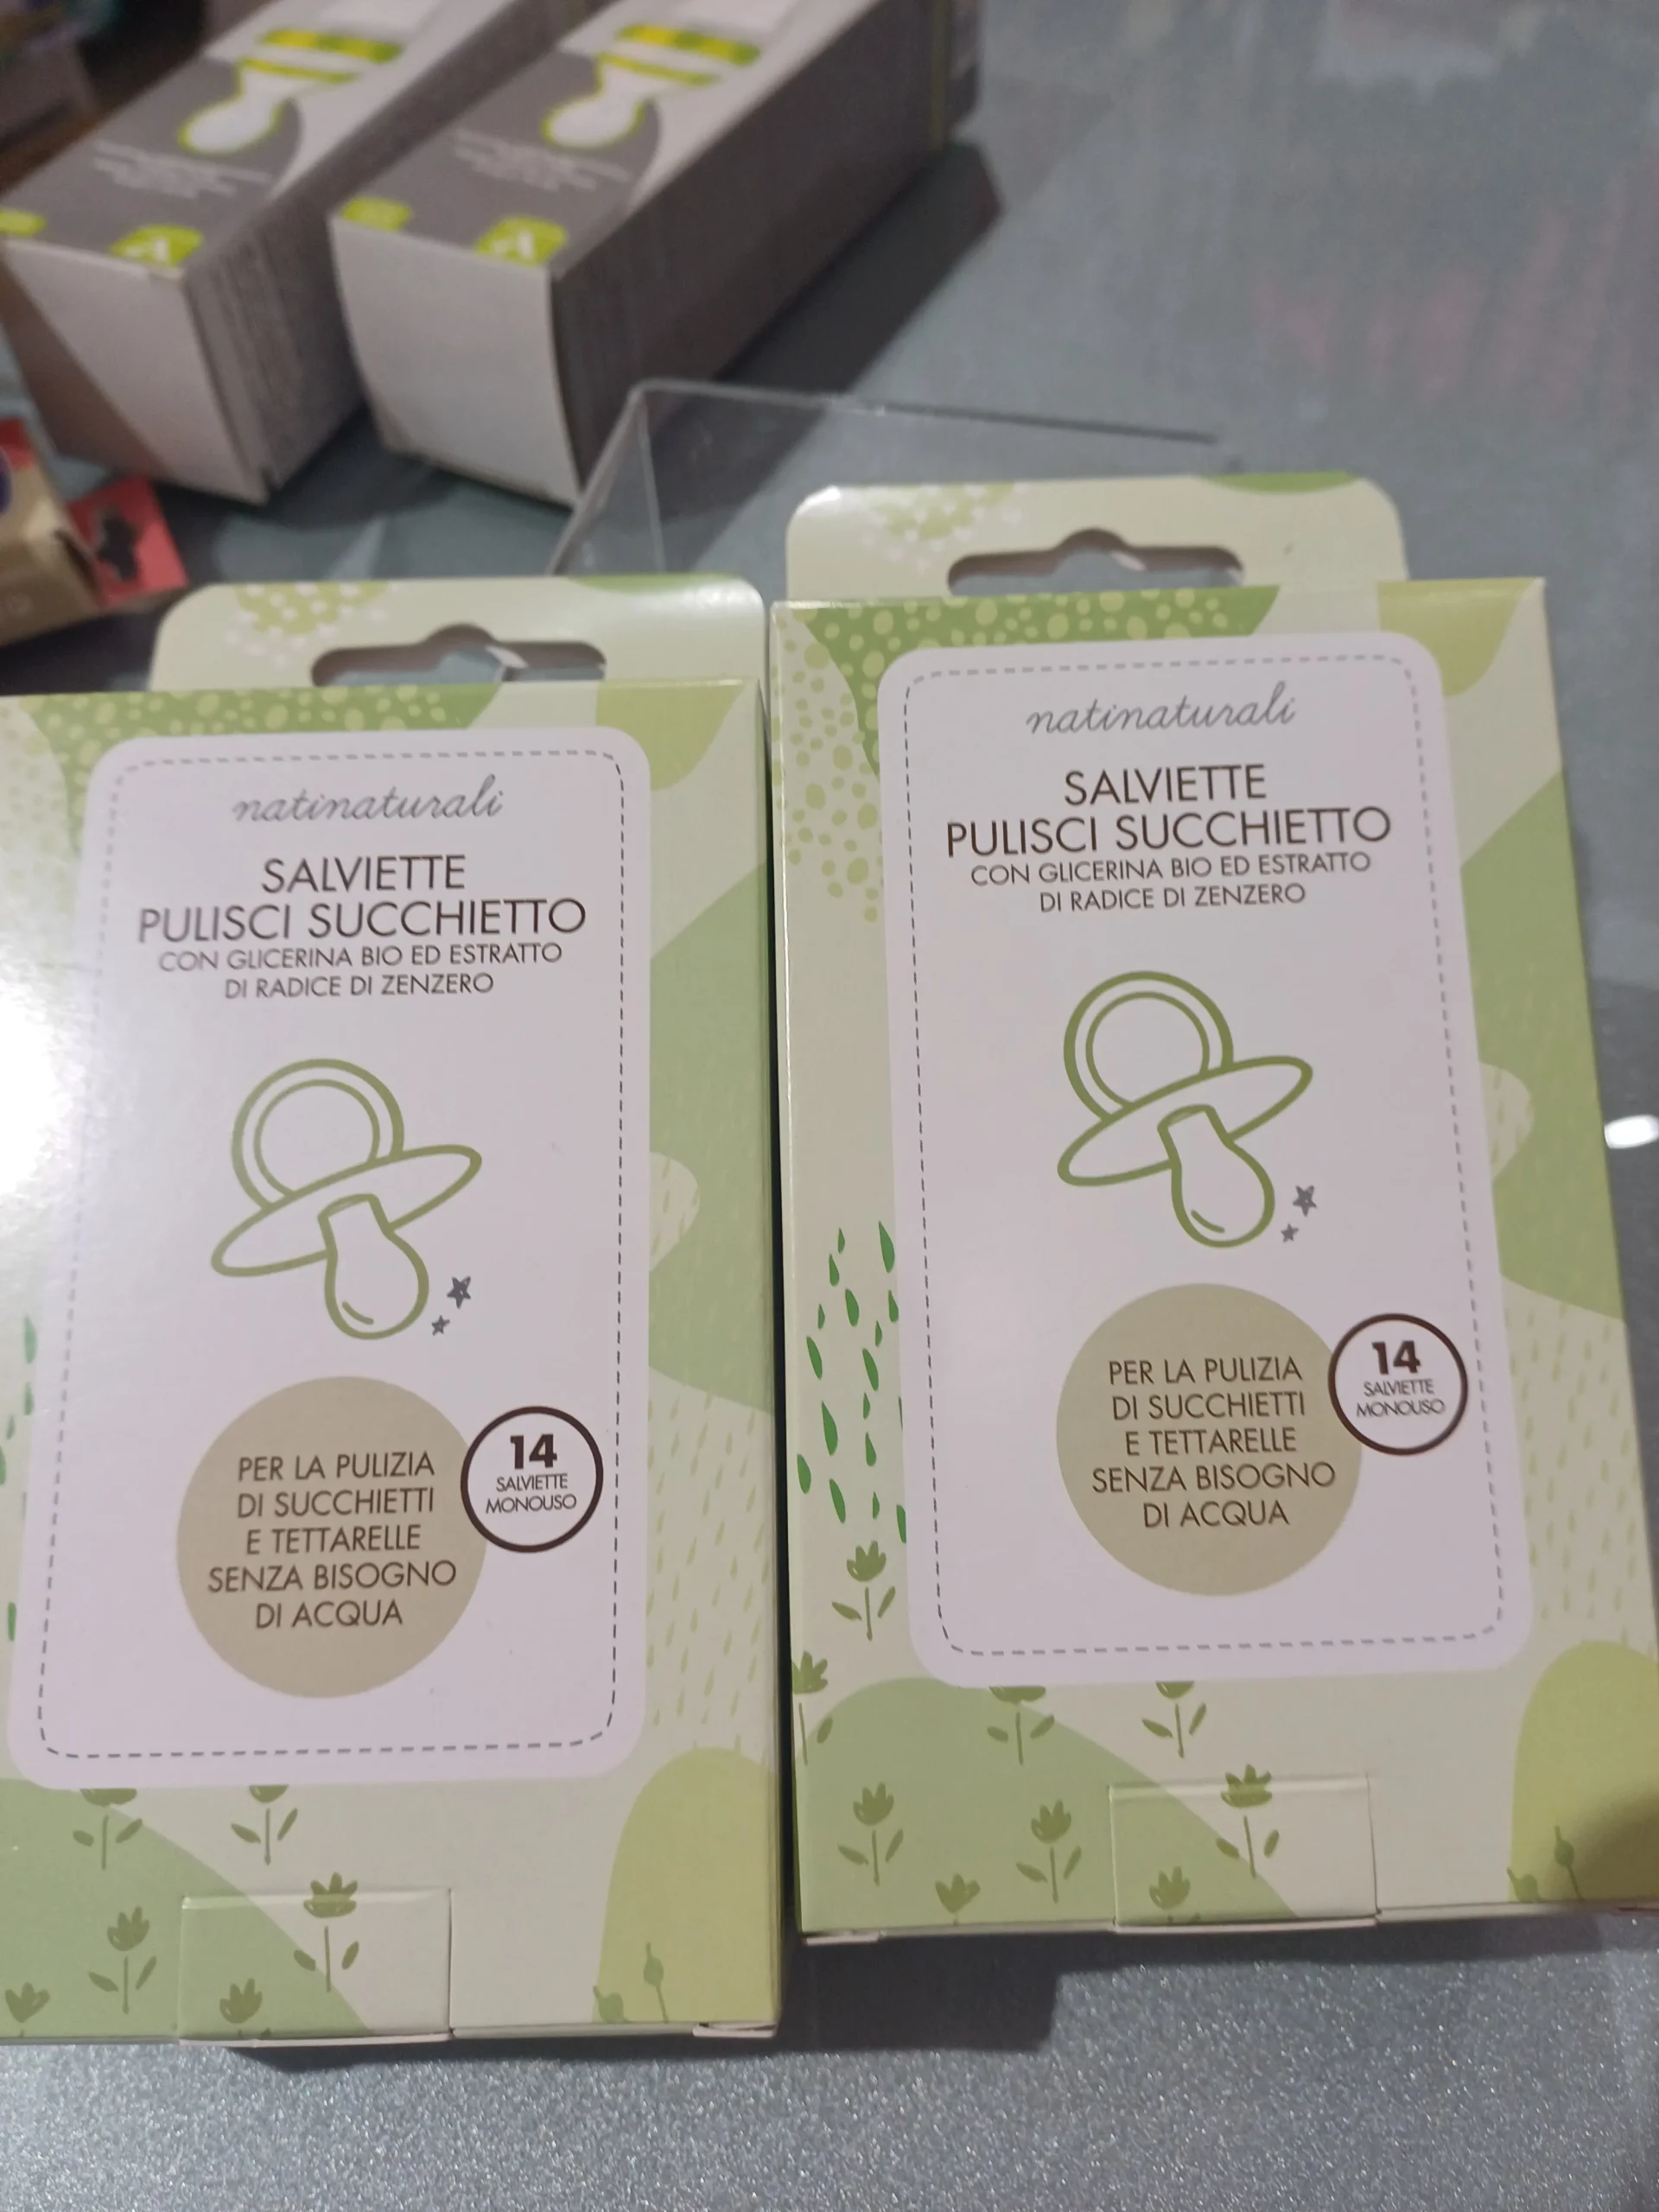 natinaturali
SALVIETTE
PULISCI SUCCHIETTO
CON GLICERINA BIO ED ESTRATTO
DI RADICE DI ZENZERO
PER LA PULIZIA
DI SUCCHIETTI
E TETTARELLE
SENZA BISOGNO
DI ACQUA
14
SALVIETTE
MONOUSO
natinaturali
SALVIETTE
PULISCI SUCCHIETTO
CON GLICERINA BIO ED ESTRATTO
DI RADICE DI ZENZERO
PER LA PULIZIA
DI SUCCHIETTI
E TETTARELLE
SENZA BISOGNO
DI ACQUA
14
SALVIETTE
MONOUSO